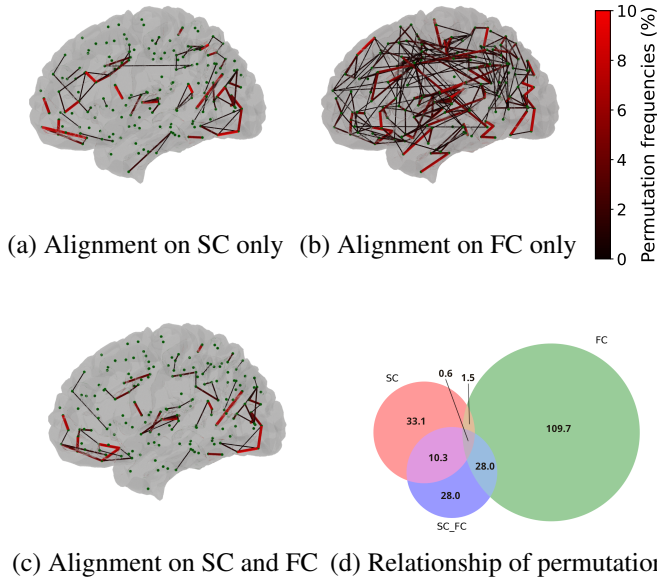 10
8
6
4
2
0
Permutation frequencies (%)
(a) Alignment on SC only
(b) Alignment on FC only
FC
SC
0.6
1.5
33.1
109.7
10.3
28.0
28.0
SC_FC
(c) Alignment on SC and FC
(d) Relationship of permutation